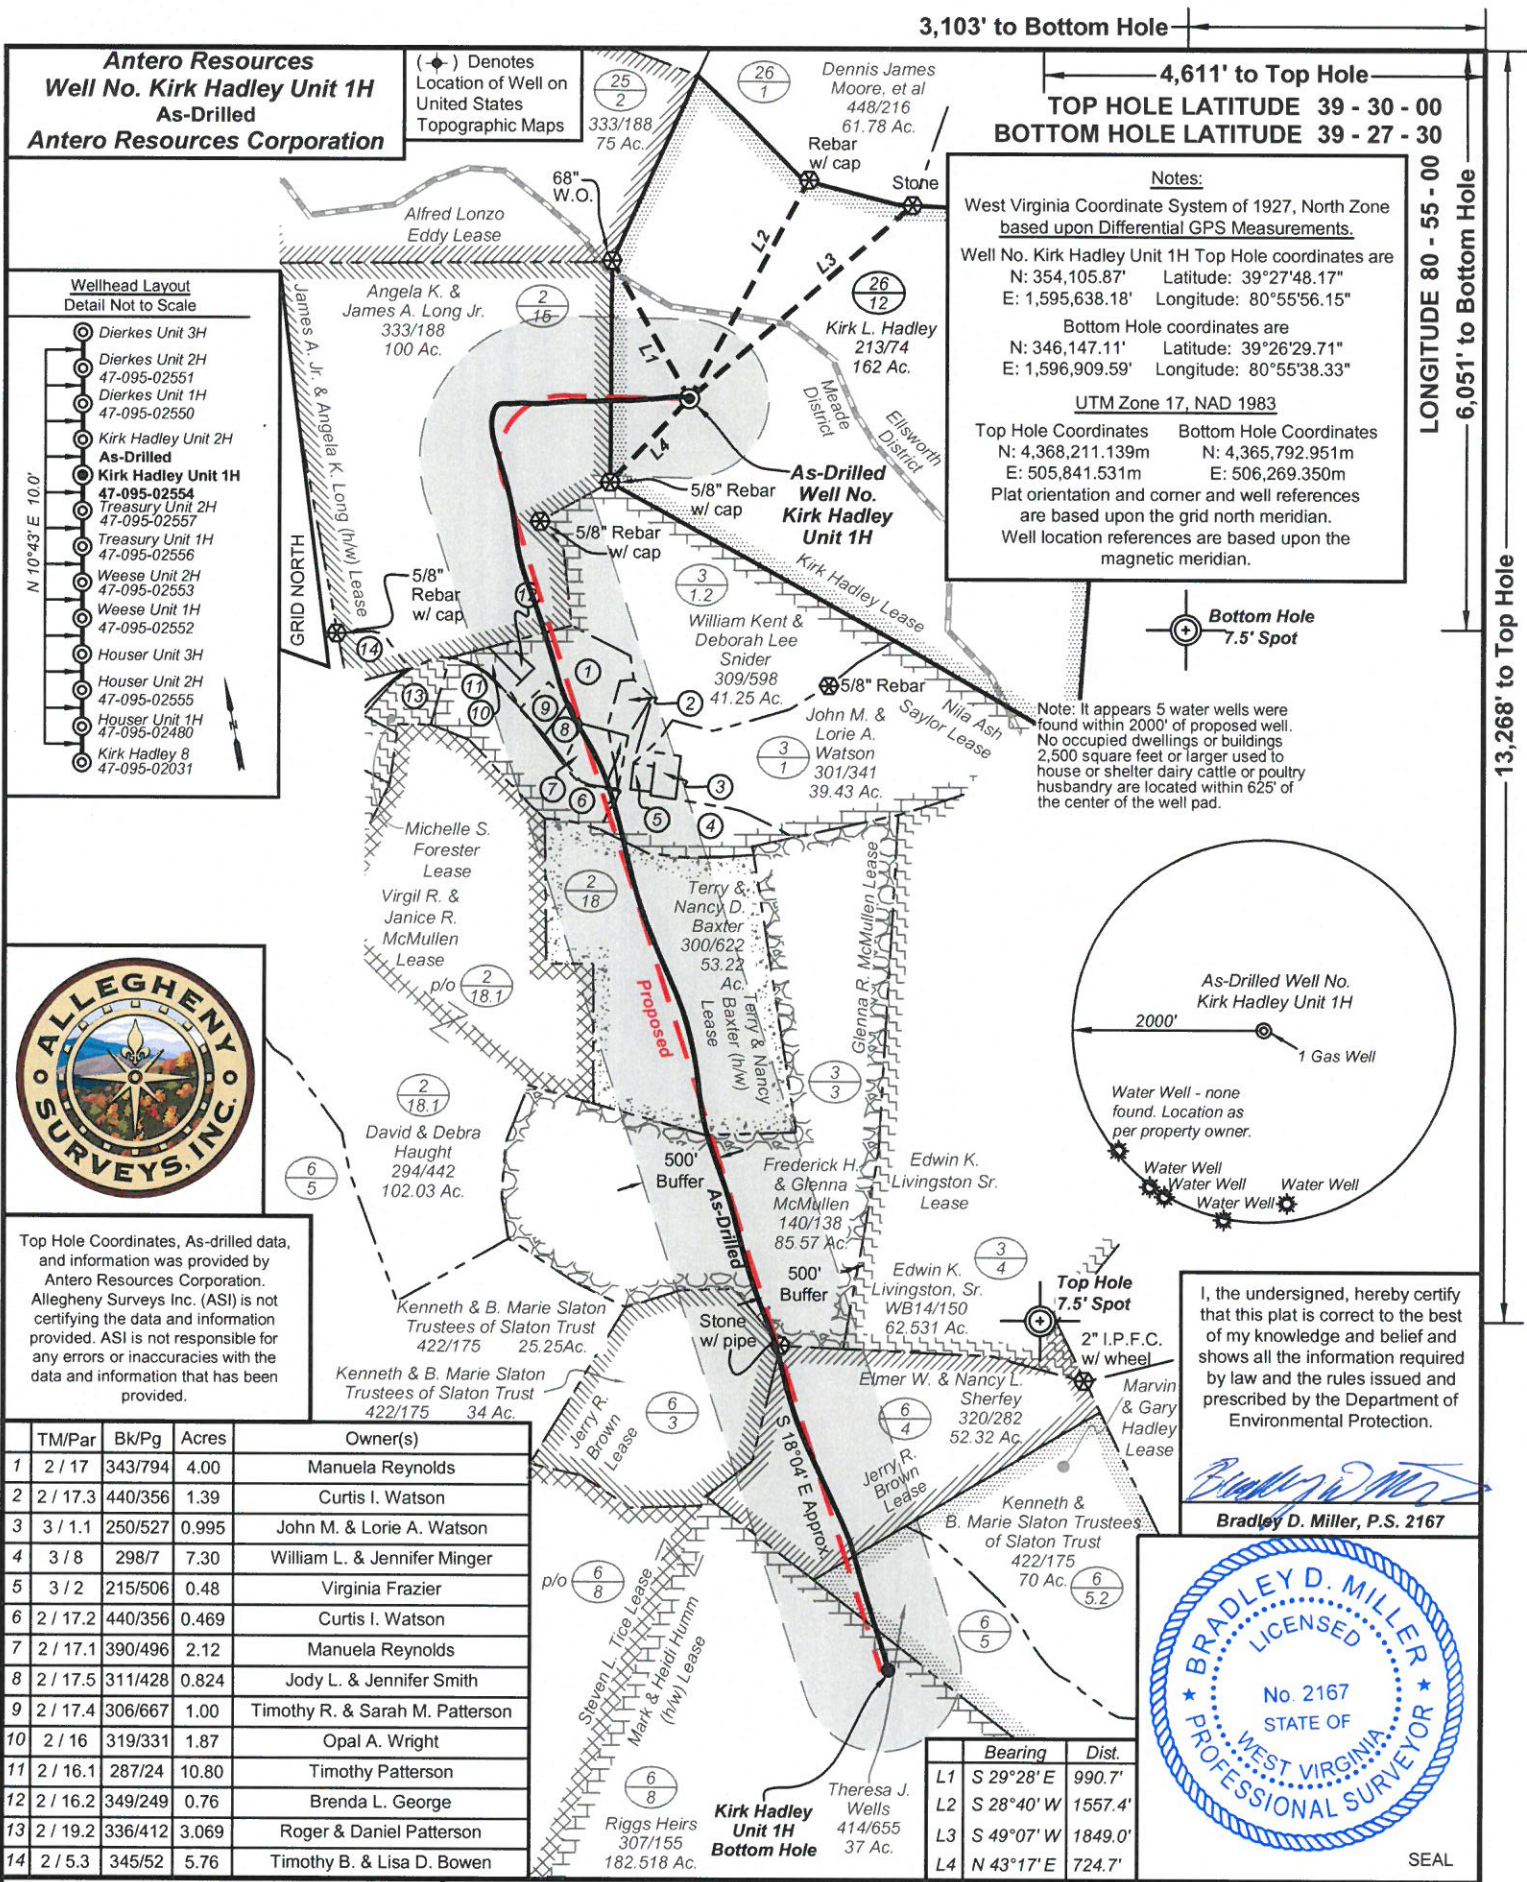 3,103' to Bottom Hole
4,611' to Top Hole
TOP HOLE LATITUDE 39 - 30 - 00
BOTTOM HOLE LATITUDE 39 - 27 - 30
LONGITUDE 80 - 55 - 00
6,051' to Bottom Hole
13,268' to Top Hole
Antero Resources
Well No. Kirk Hadley Unit 1H
As-Drilled
Antero Resources Corporation
( ) Denotes
Location of Well on
United States
Topographic Maps
25
2
333/188
75 Ac.
26
1
Dennis James
Moore, et al
448/216
61.78 Ac.
Rebar
w/ cap
Stone
68"
W.O.
Alfred Lonzo
Eddy Lease
L2
L3
L1
L4
26
12
Kirk L. Hadley
213/74
162 Ac.
Angela K. &
James A. Long Jr.
333/188
100 Ac.
2
15
James A. Jr. & Angela K. Long (h/w) Lease
GRID NORTH
Meade
District
Ellsworth
District
Notes:
West Virginia Coordinate System of 1927, North Zone
based upon Differential GPS Measurements.
Well No. Kirk Hadley Unit 1H Top Hole coordinates are
N: 354,105.87' Latitude: 39°27'48.17"
E: 1,595,638.18' Longitude: 80°55'56.15"
Bottom Hole coordinates are
N: 346,147.11' Latitude: 39°26'29.71"
E: 1,596,909.59' Longitude: 80°55'38.33"
UTM Zone 17, NAD 1983
Top Hole Coordinates Bottom Hole Coordinates
N: 4,368,211.139m N: 4,365,792.951m
E: 505,841.531m E: 506,269.350m
Plat orientation and corner and well references
are based upon the grid north meridian.
Well location references are based upon the
magnetic meridian.
Wellhead Layout
Detail Not to Scale
Dierkes Unit 3H
Dierkes Unit 2H
47-095-02551
Dierkes Unit 1H
47-095-02550
Kirk Hadley Unit 2H
As-Drilled
Kirk Hadley Unit 1H
47-095-02554
Treasury Unit 2H
47-095-02557
Treasury Unit 1H
47-095-02556
Weese Unit 2H
47-095-02553
Weese Unit 1H
47-095-02552
Houser Unit 3H
Houser Unit 2H
47-095-02555
Houser Unit 1H
47-095-02480
Kirk Hadley 8
47-095-02031
N 10°43' E 10.0'
As-Drilled
Well No.
Kirk Hadley
Unit 1H
5/8" Rebar
w/ cap
5/8" Rebar
w/ cap
5/8"
Rebar
w/ cap
12
14
13
11
10
9
8
1
2
7
6
5
3
4
3
1.2
William Kent &
Deborah Lee
Snider
309/598
41.25 Ac.
Kirk Hadley Lease
5/8" Rebar
Nila Ash
Saylor Lease
John M. &
Lorie A.
Watson
301/341
39.43 Ac.
3
1
Bottom Hole
7.5' Spot
Note: It appears 5 water wells were
found within 2000' of proposed well.
No occupied dwellings or buildings
2,500 square feet or larger used to
house or shelter dairy cattle or poultry
husbandry are located within 625' of
the center of the well pad.
Michelle S.
Forester
Lease
Virgil R. &
Janice R.
McMullen
Lease
p/o 2
18.1
2
18
Terry &
Nancy D.
Baxter
300/622
53.22
Ac.
Terry & Nancy
Baxter (h/w)
Lease
Proposed
Glenna R. McMullen Lease
3
3
As-Drilled Well No.
Kirk Hadley Unit 1H
2000'
1 Gas Well
Water Well - none
found. Location as
per property owner.
Water Well
Water Well
Water Well
Water Well
ALLEGHENY
SURVEYS, INC.
2
18.1
David & Debra
Haught
294/442
102.03 Ac.
6
5
500'
Buffer
As-Drilled
Frederick H.
& Glenna
McMullen
140/138
85.57 Ac.
500'
Buffer
Edwin K.
Livingston Sr.
Lease
3
4
Edwin K.
Livingston, Sr.
WB14/150
62.531 Ac.
Top Hole
7.5' Spot
2" I.P.F.C.
w/ wheel
Top Hole Coordinates, As-drilled data,
and information was provided by
Antero Resources Corporation.
Allegheny Surveys Inc. (ASI) is not
certifying the data and information
provided. ASI is not responsible for
any errors or inaccuracies with the
data and information that has been
provided.
Kenneth & B. Marie Slaton
Trustees of Slaton Trust
422/175 25.25Ac.
Kenneth & B. Marie Slaton
Trustees of Slaton Trust
422/175 34 Ac.
Stone
w/ pipe
Jerry R.
Brown
Lease
6
3
Elmer W. & Nancy L.
Sherfey
320/282
52.32 Ac.
6
4
Marvin
& Gary
Hadley
Lease
Jerry R.
Brown
Lease
S 18°04' E Approx.
Kenneth &
B. Marie Slaton Trustees
of Slaton Trust
422/175
70 Ac.
6
5.2
6
5
p/o 6
8
Steven L. Tice Lease
Mark & Heidi Humm
(h/w) Lease
6
8
Riggs Heirs
307/155
182.518 Ac.
Kirk Hadley
Unit 1H
Bottom Hole
Theresa J.
Wells
414/655
37 Ac.
I, the undersigned, hereby certify
that this plat is correct to the best
of my knowledge and belief and
shows all the information required
by law and the rules issued and
prescribed by the Department of
Environmental Protection.
Bradley D. Miller, P.S. 2167
BRADLEY D. MILLER
LICENSED
No. 2167
STATE OF
WEST VIRGINIA
PROFESSIONAL SURVEYOR
SEAL
TM/Par Bk/Pg Acres Owner(s)
1 2 / 17 343/794 4.00 Manuela Reynolds
2 2 / 17.3 440/356 1.39 Curtis I. Watson
3 3 / 1.1 250/527 0.995 John M. & Lorie A. Watson
4 3 / 8 298/7 7.30 William L. & Jennifer Minger
5 3 / 2 215/506 0.48 Virginia Frazier
6 2 / 17.2 440/356 0.469 Curtis I. Watson
7 2 / 17.1 390/496 2.12 Manuela Reynolds
8 2 / 17.5 311/428 0.824 Jody L. & Jennifer Smith
9 2 / 17.4 306/667 1.00 Timothy R. & Sarah M. Patterson
10 2 / 16 319/331 1.87 Opal A. Wright
11 2 / 16.1 287/24 10.80 Timothy Patterson
12 2 / 16.2 349/249 0.76 Brenda L. George
13 2 / 19.2 336/412 3.069 Roger & Daniel Patterson
14 2 / 5.3 345/52 5.76 Timothy B. & Lisa D. Bowen
Bearing Dist.
L1 S 29°28' E 990.7'
L2 S 28°40' W 1557.4'
L3 S 49°07' W 1849.0'
L4 N 43°17' E 724.7'